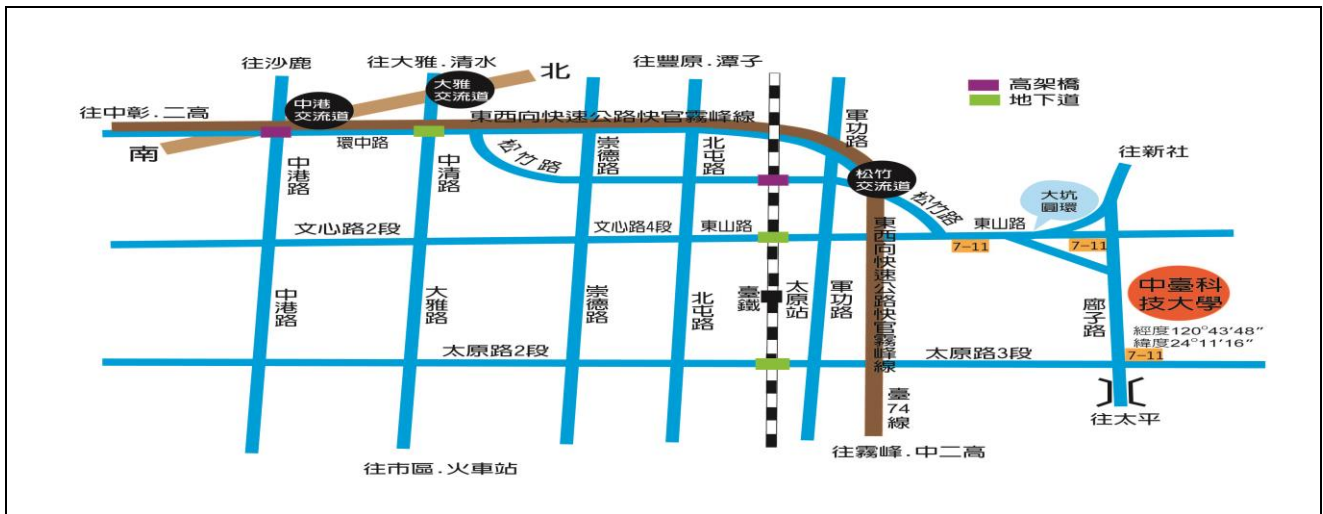 往沙鹿
往大雅.清水
北
往豐原.潭子
高架橋
地下道
大雅
交流道
中港
交流道
往中彰.二高
東西向快速公路快官霧峰線
軍功路
南
環中路
松竹路
崇德路
北屯路
往新社
中港路
中清路
松竹
交流道
松竹路
大坑
圓環
文心路2段
文心路4段
東山路
東山路
7-11
7-11
東西向快速公路快官霧峰線
中港路
大雅路
崇德路
北屯路
臺鐵
太原站
軍功路
廍子路
中臺科
技大學
經度120°43'48"
緯度24°11'16"
7-11
太原路2段
太原路3段
臺74線
往太平
往市區.火車站
往霧峰.中二高